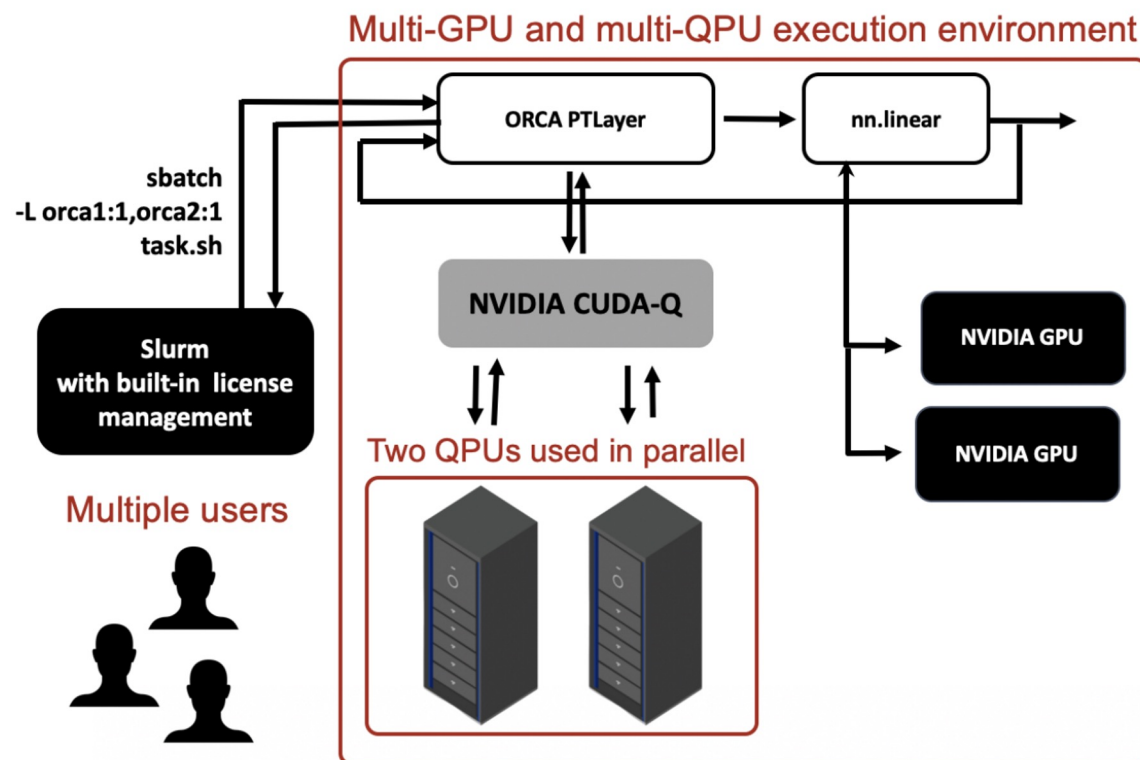 Multi-GPU and multi-QPU execution environment
ORCA PTLayer
nn.linear
sbatch
-L orca1:1,orca2:1
task.sh
NVIDIA CUDA-Q
Slurm
with built-in license
management
NVIDIA GPU
NVIDIA GPU
Two QPUs used in parallel
Multiple users